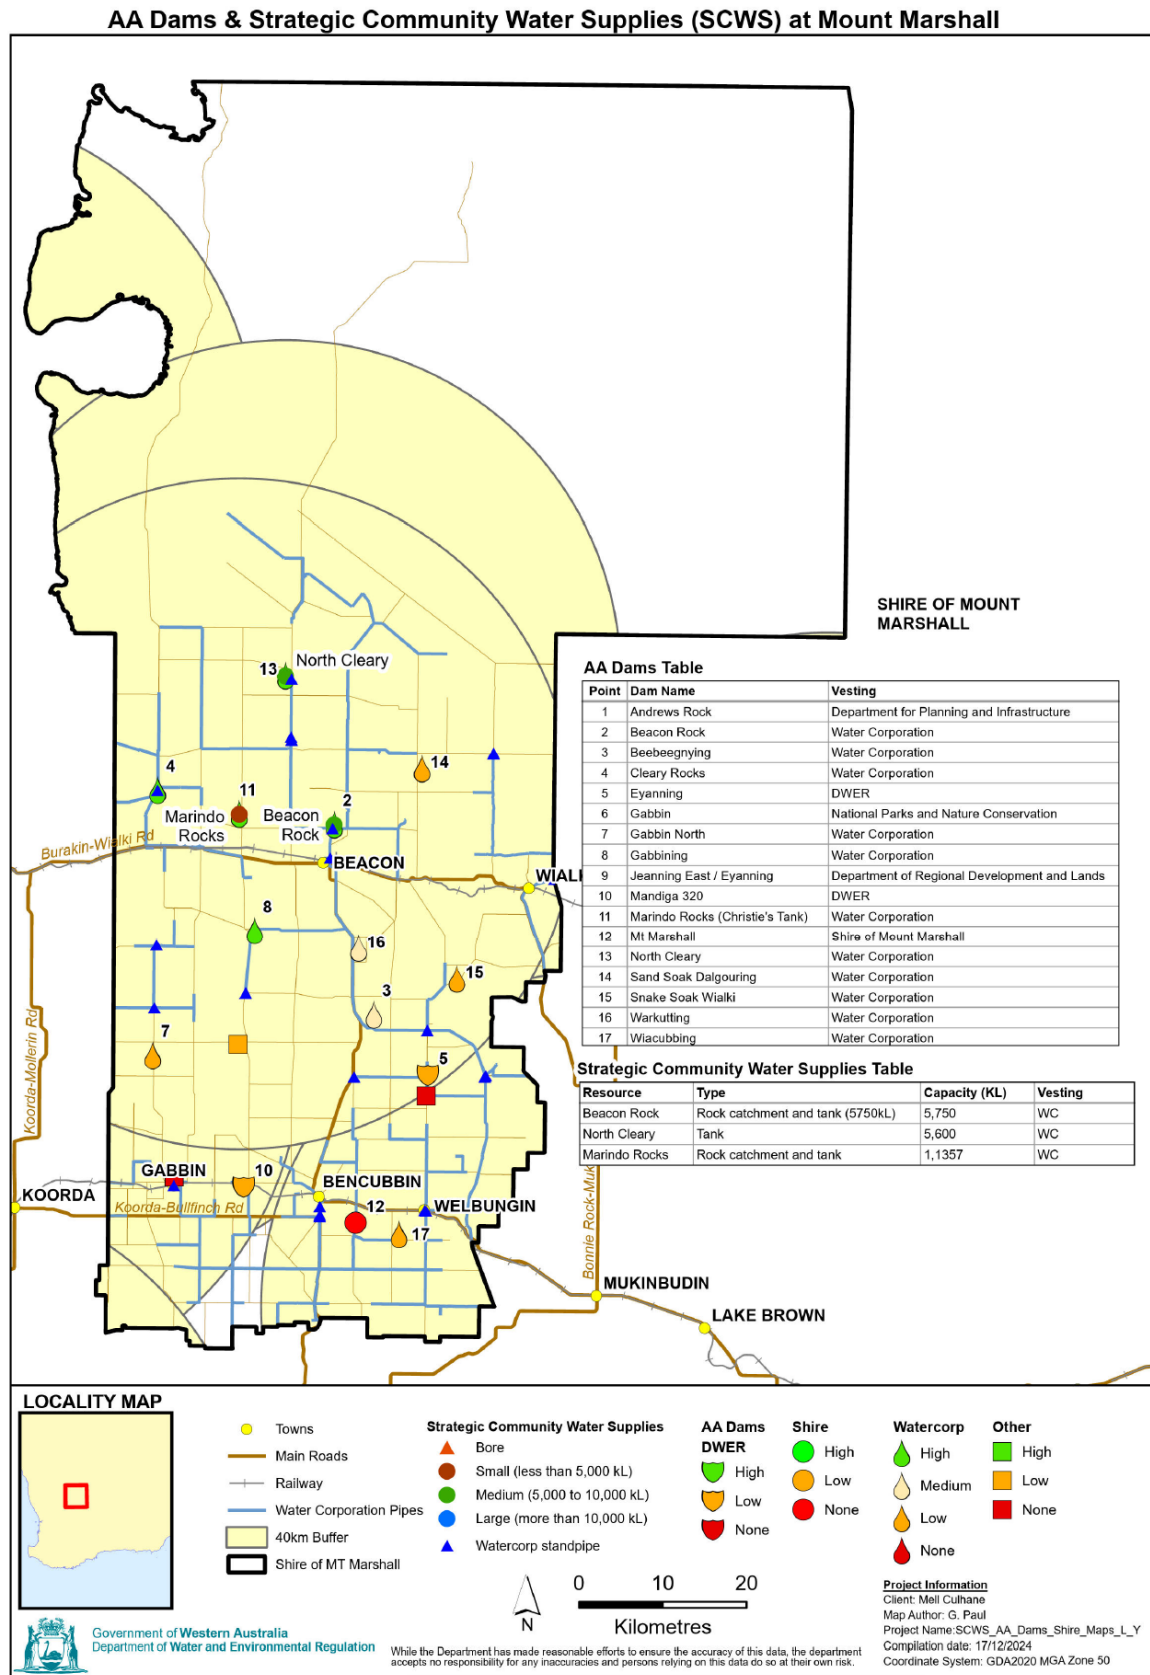 AA Dams & Strategic Community Water Supplies (SCWS) at Mount Marshall
SHIRE OF MOUNT
MARSHALL
13 North Cleary
14
4
11
2
Marindo
Rocks
Beacon
Rock
Burakin-Wialki Rd
BEACON
8
16
15
3
7
5
Koorda-Mollerin Rd
GABBIN
10
BENCUBBIN
KOORDA
Koorda-Bullfinch Rd
12
WELBUNGIN
17
Bonnie Rock-Muk
MUKINBUDIN
LAKE BROWN
AA Dams Table
Point Dam Name Vesting
1 Andrews Rock Department for Planning and Infrastructure
2 Beacon Rock Water Corporation
3 Beebeegnying Water Corporation
4 Cleary Rocks Water Corporation
5 Eyanning DWER
6 Gabbin National Parks and Nature Conservation
7 Gabbin North Water Corporation
8 Gabbining Water Corporation
9 Jeanning East / Eyanning Department of Regional Development and Lands
10 Mandiga 320 DWER
11 Marindo Rocks (Christie's Tank) Water Corporation
12 Mt Marshall Shire of Mount Marshall
13 North Cleary Water Corporation
14 Sand Soak Dalgouring Water Corporation
15 Snake Soak Wialki Water Corporation
16 Warkutting Water Corporation
17 Wiacubbing Water Corporation
Strategic Community Water Supplies Table
Resource Type Capacity (KL) Vesting
Beacon Rock Rock catchment and tank (5750kL) 5,750 WC
North Cleary Tank 5,600 WC
Marindo Rocks Rock catchment and tank 1,1357 WC
LOCALITY MAP
Towns
Main Roads
Railway
Water Corporation Pipes
40km Buffer
Shire of MT Marshall
Strategic Community Water Supplies
Bore
Small (less than 5,000 kL)
Medium (5,000 to 10,000 kL)
Large (more than 10,000 kL)
Watercorp standpipe
AA Dams
DWER
High
Low
None
Shire
High
Low
None
Watercorp
High
Medium
Low
None
Other
High
Low
None
N
0 10 20
Kilometres
Government of Western Australia
Department of Water and Environmental Regulation
While the Department has made reasonable efforts to ensure the accuracy of this data, the department
accepts no responsibility for any inaccuracies and persons relying on this data do so at their own risk.
Project Information
Client: Mell Culhane
Map Author: G. Paul
Project Name:SCWS_AA_Dams_Shire_Maps_L_Y
Compilation date: 17/12/2024
Coordinate System: GDA2020 MGA Zone 50